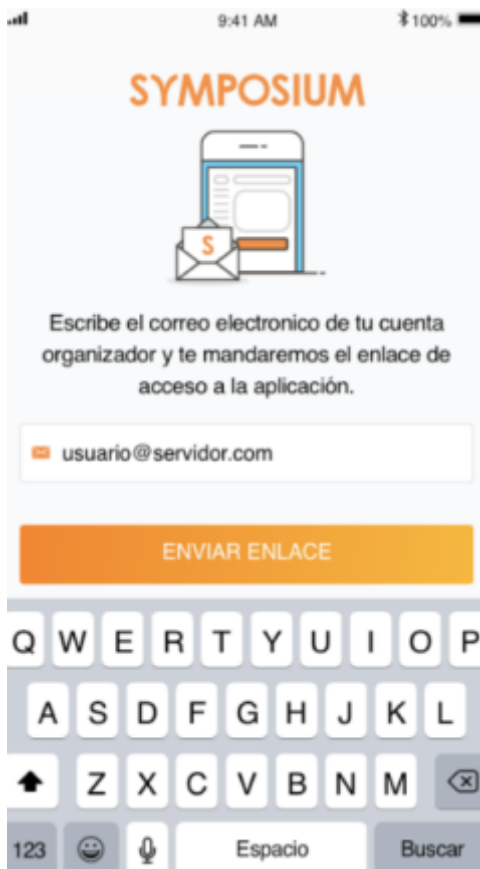 9:41 AM 100%
SYMPOSIUM
S
Escribe el correo electronico de tu cuenta
organizador y te mandaremos el enlace de
acceso a la aplicación.
usuario@servidor.com
ENVIAR ENLACE
Q W E R T Y U I O P
A S D F G H J K L
Z X C V B N M
123 Espacio Buscar